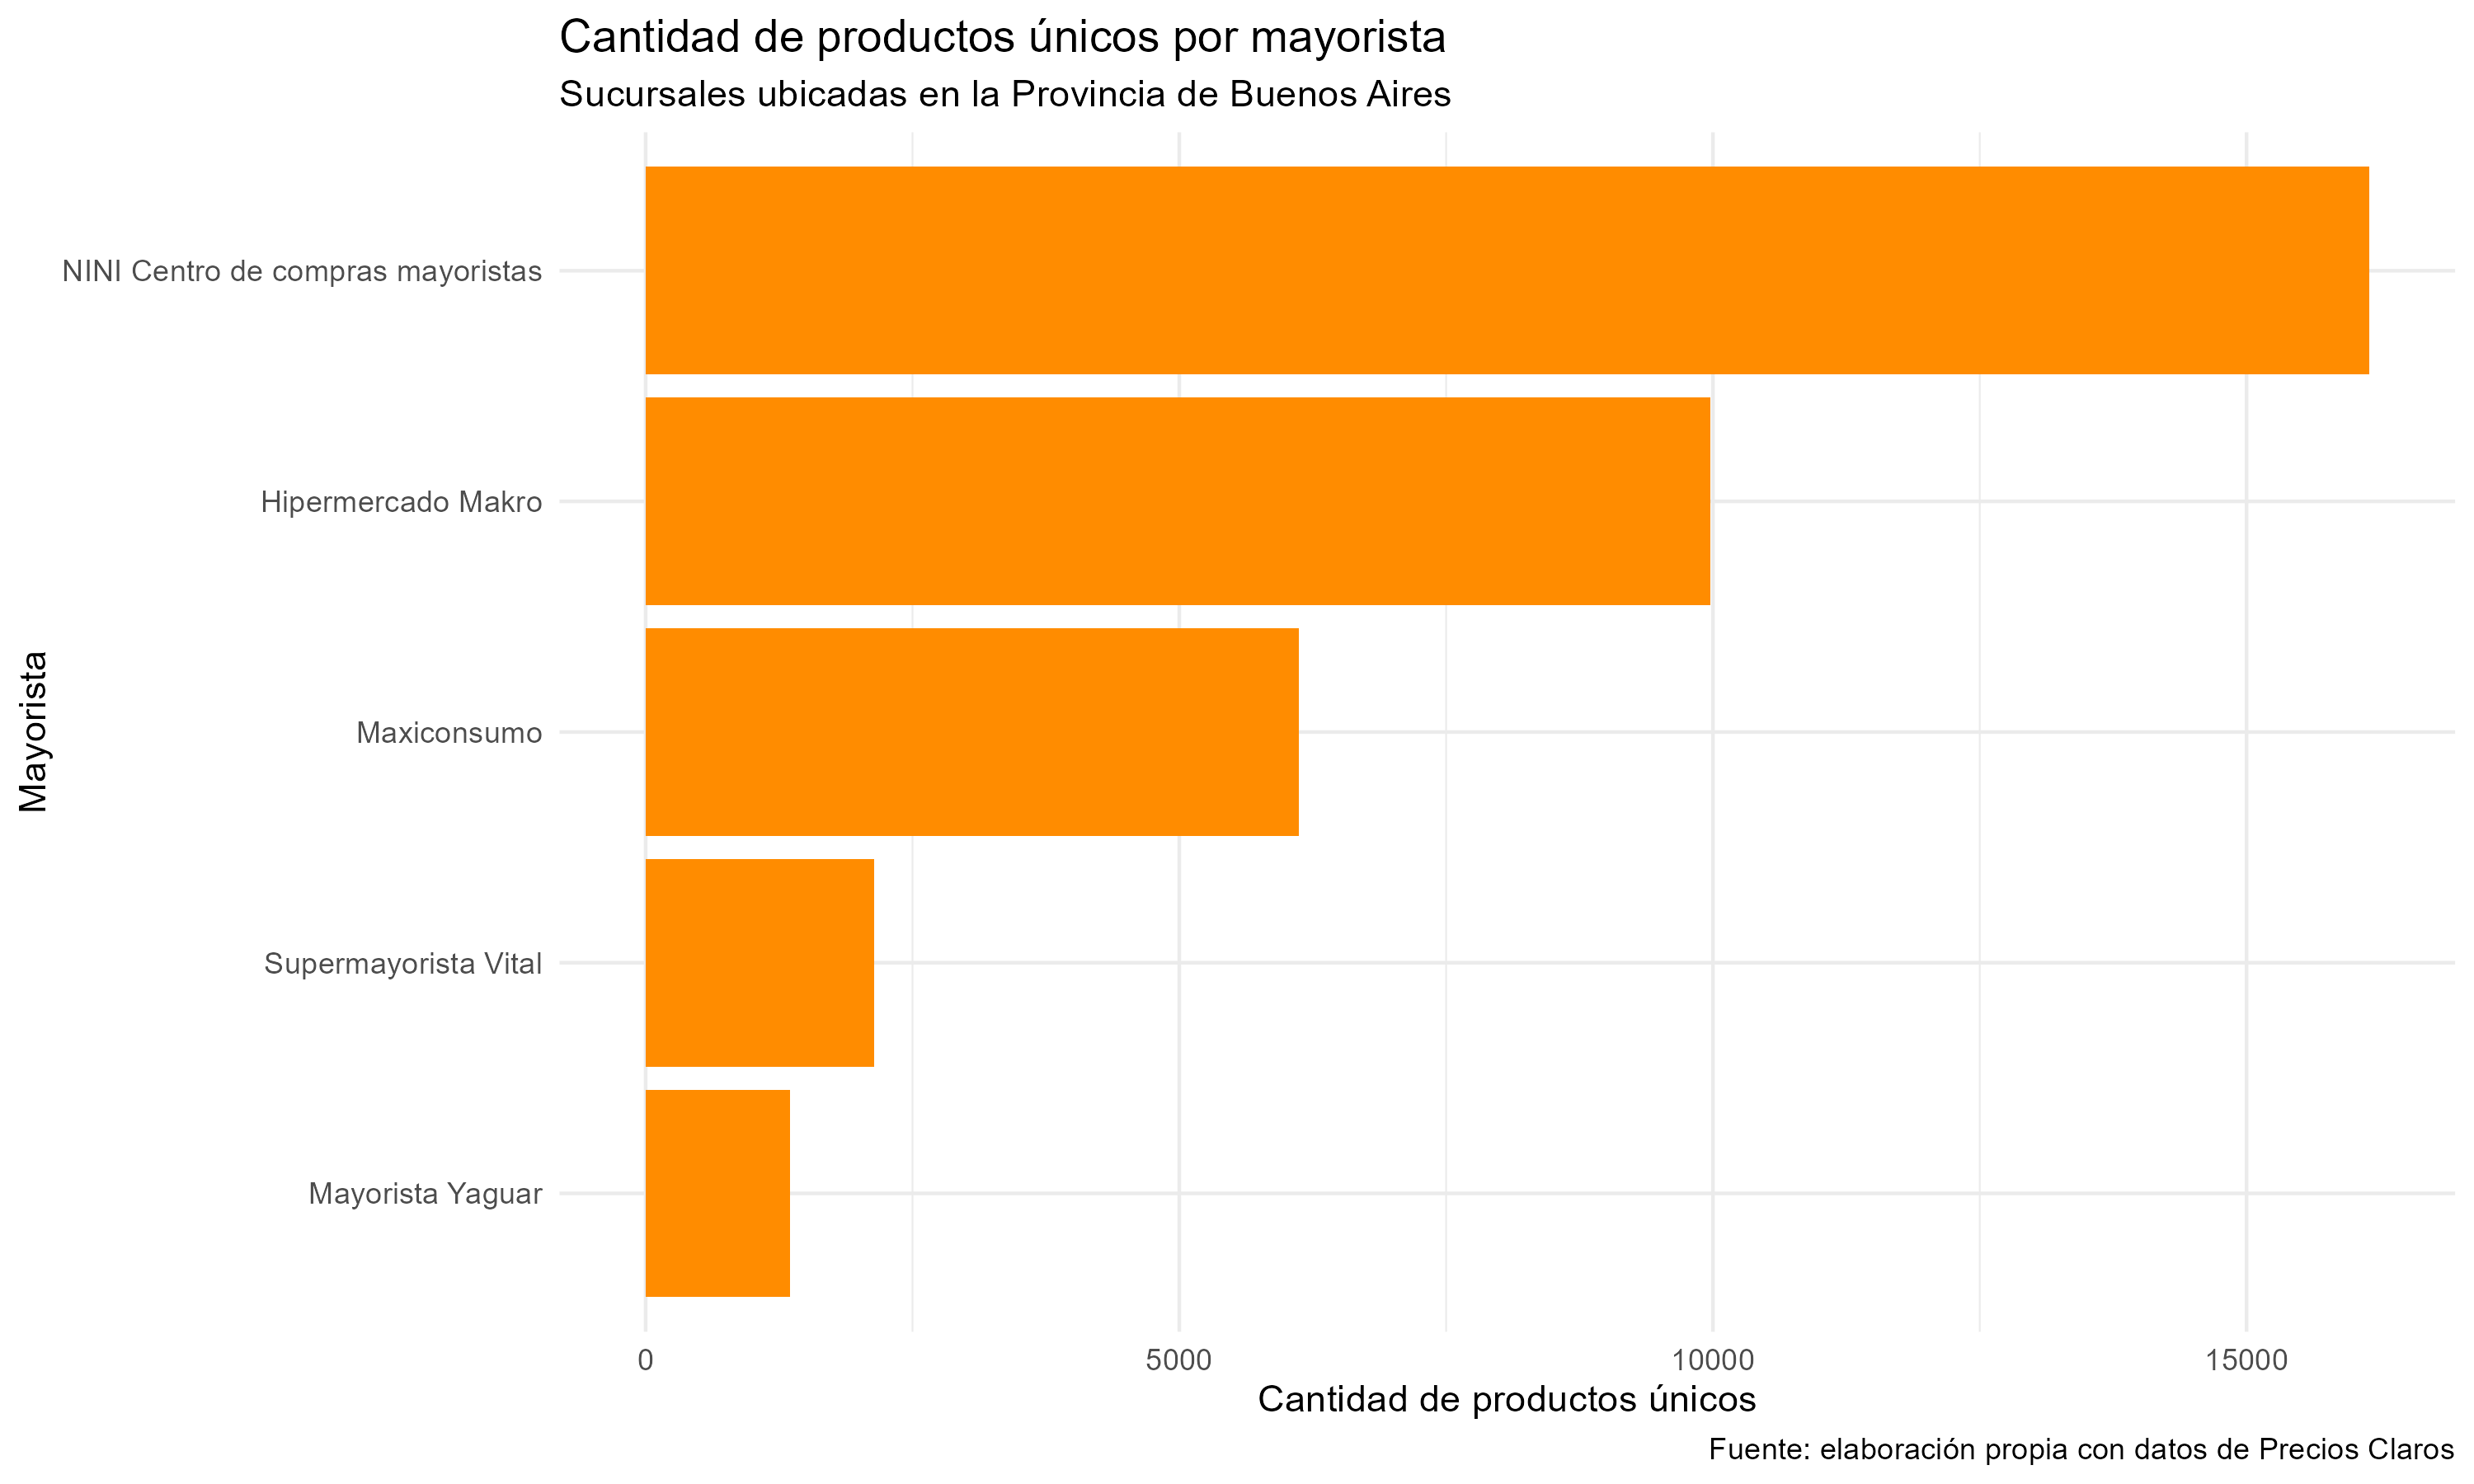 Cantidad de productos únicos por mayorista
Sucursales ubicadas en la Provincia de Buenos Aires
Mayorista
NINI Centro de compras mayoristas
Hipermercado Makro
Maxiconsumo
Supermayorista Vital
Mayorista Yaguar
0 5000 10000 15000
Cantidad de productos únicos
Fuente: elaboración propia con datos de Precios Claros